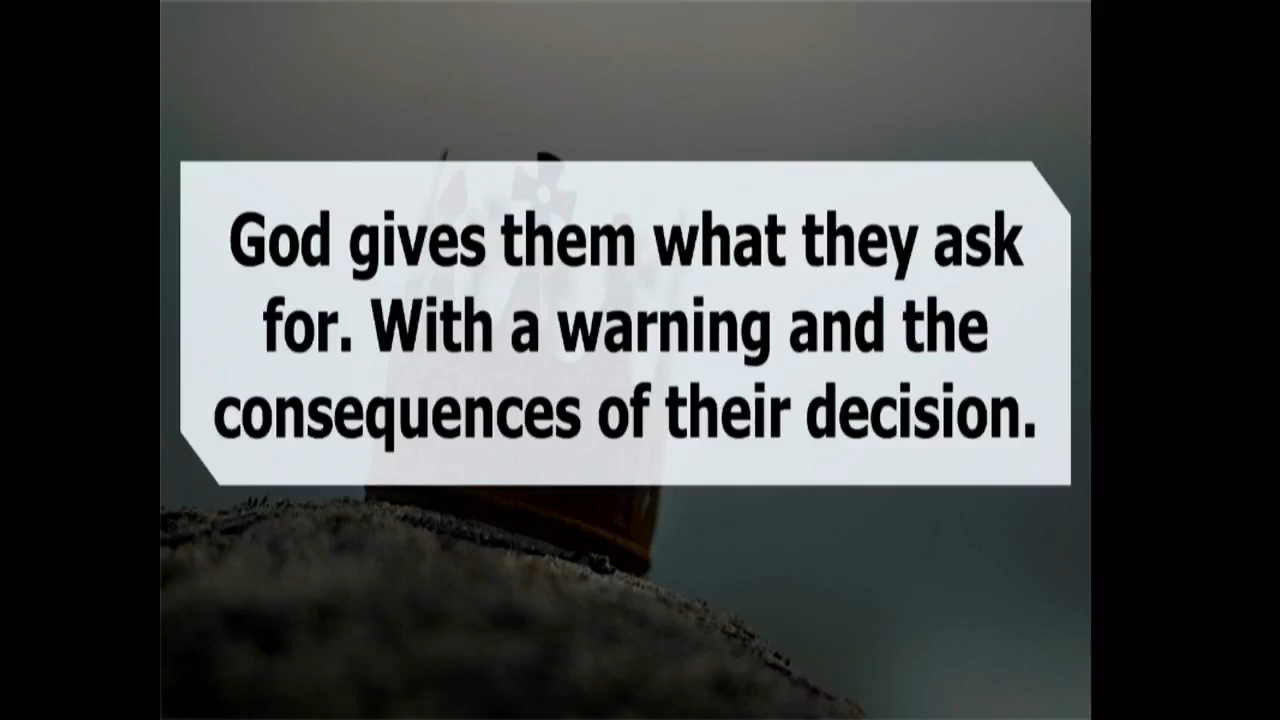 God gives them what they ask
for. With a warning and the
consequences of their decision.